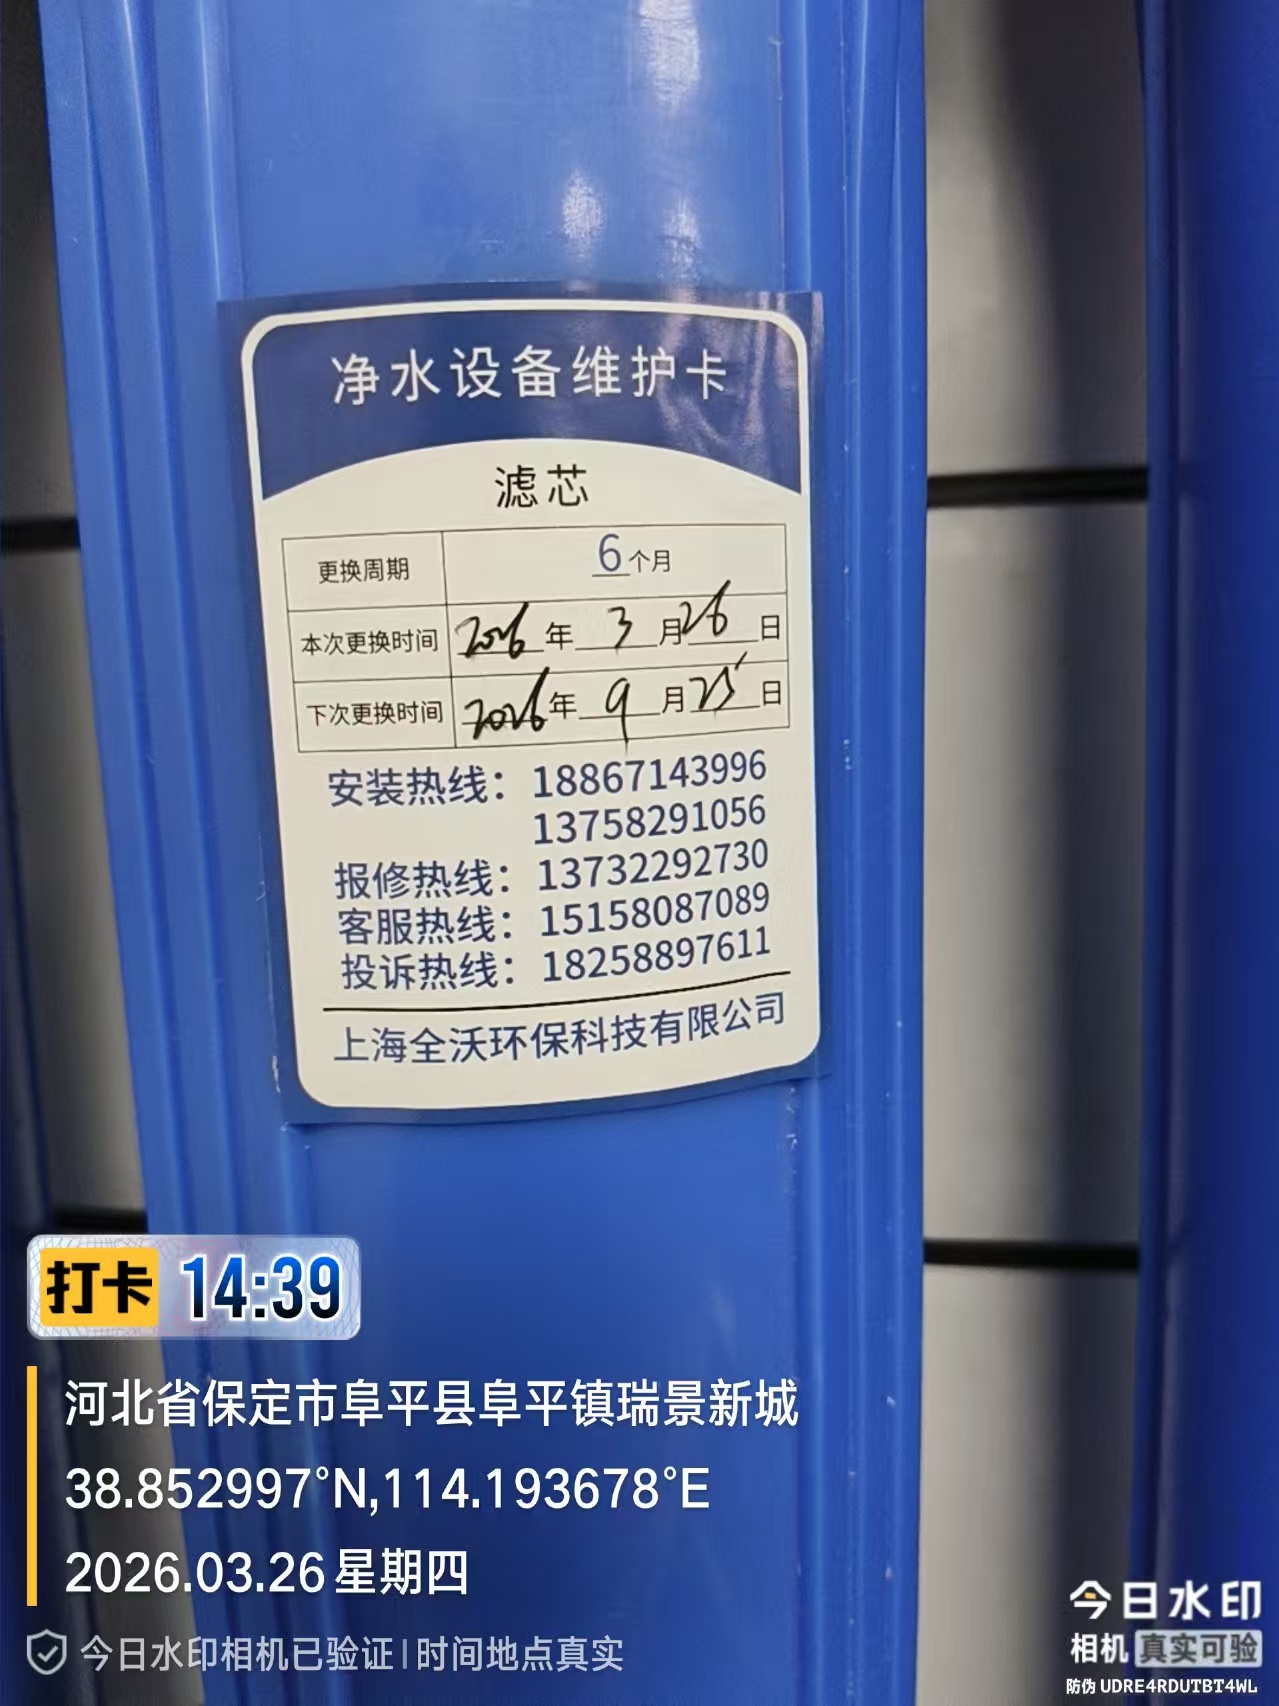 净水设备维护卡
滤芯
更换周期 6个月
本次更换时间 2026年3月26日
下次更换时间 2026年9月25日
安装热线：18867143996
13758291056
报修热线：13732292730
客服热线：15158087089
投诉热线：18258897611
上海全沃环保科技有限公司
打卡 14:39
河北省保定市阜平县阜平镇瑞景新城
38.852997°N,114.193678°E
2026.03.26 星期四
今日水印相机已验证|时间地点真实
今日水印
相机 真实可验
防伪 UDRE4RDUTBT4WL